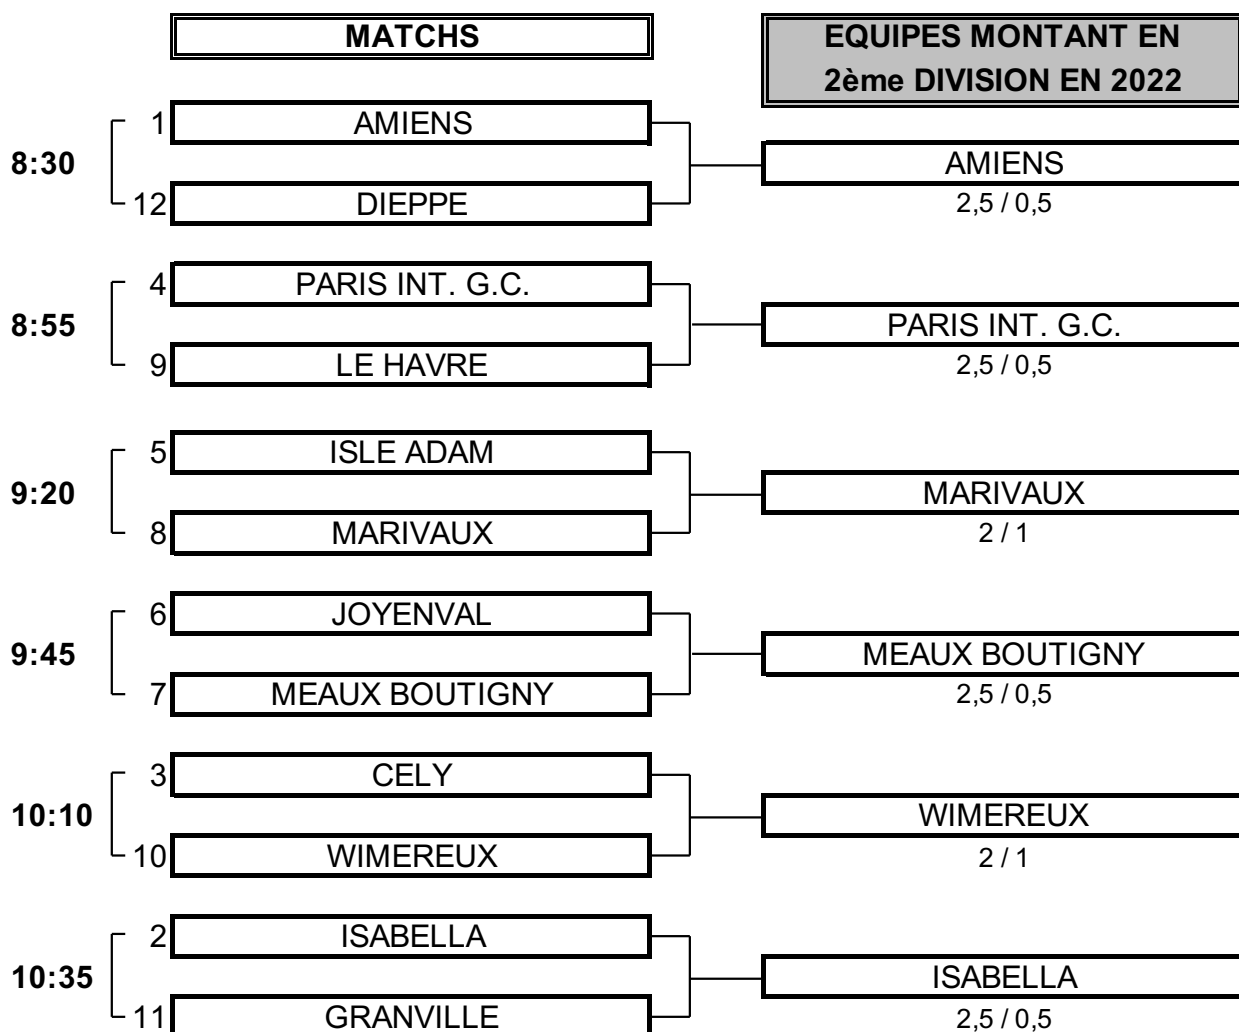 MATCHS
EQUIPES MONTANT EN
2ème DIVISION EN 2022
8:30
1
AMIENS
12
DIEPPE
AMIENS
2,5 / 0,5
8:55
4
PARIS INT. G.C.
9
LE HAVRE
PARIS INT. G.C.
2,5 / 0,5
9:20
5
ISLE ADAM
8
MARIVAUX
MARIVAUX
2 / 1
9:45
6
JOYENVAL
7
MEAUX BOUTIGNY
MEAUX BOUTIGNY
2,5 / 0,5
10:10
3
CELY
10
WIMEREUX
WIMEREUX
2 / 1
10:35
2
ISABELLA
11
GRANVILLE
ISABELLA
2,5 / 0,5